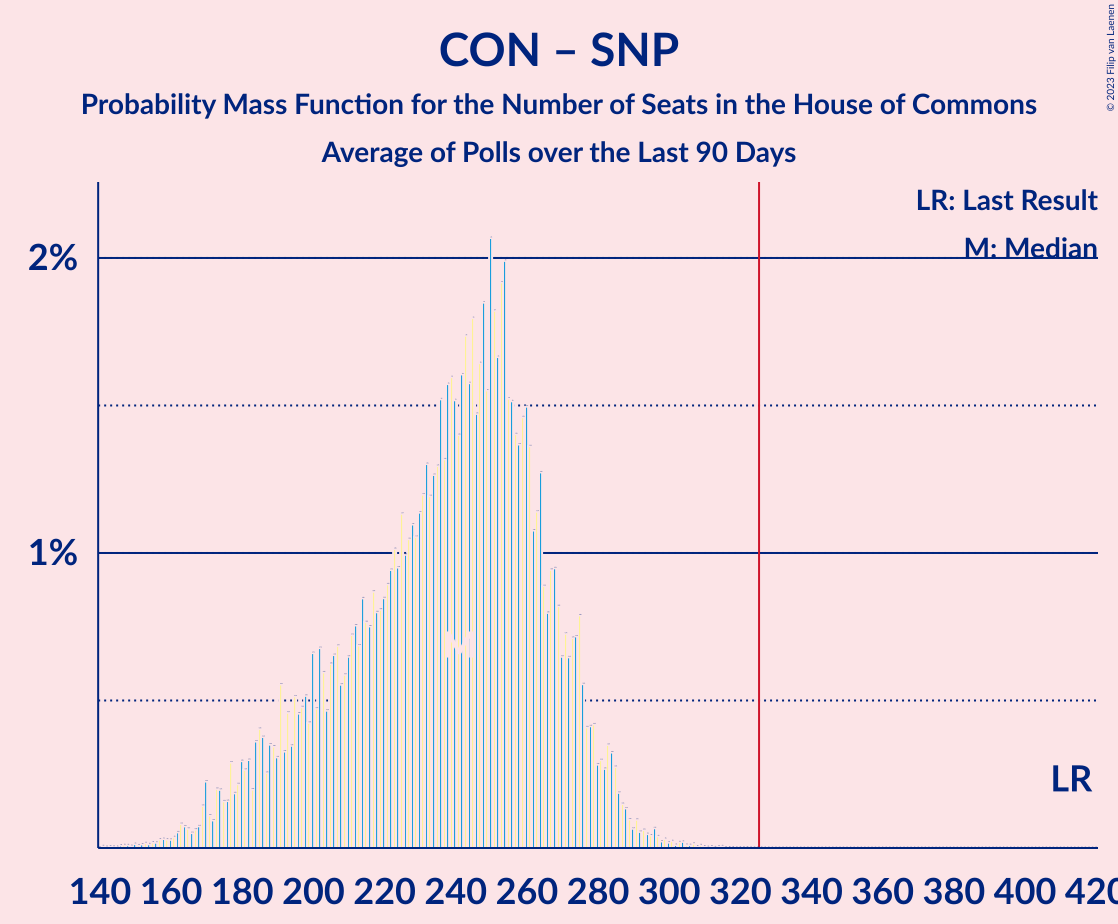 CON – SNP
Probability Mass Function for the Number of Seats in the House of Commons
Average of Polls over the Last 90 Days
© 2023 Filip van Laenen
LR: Last Result
M: Median
2%
1%
M
LR
140 160 180 200 220 240 260 280 300 320 340 360 380 400 420